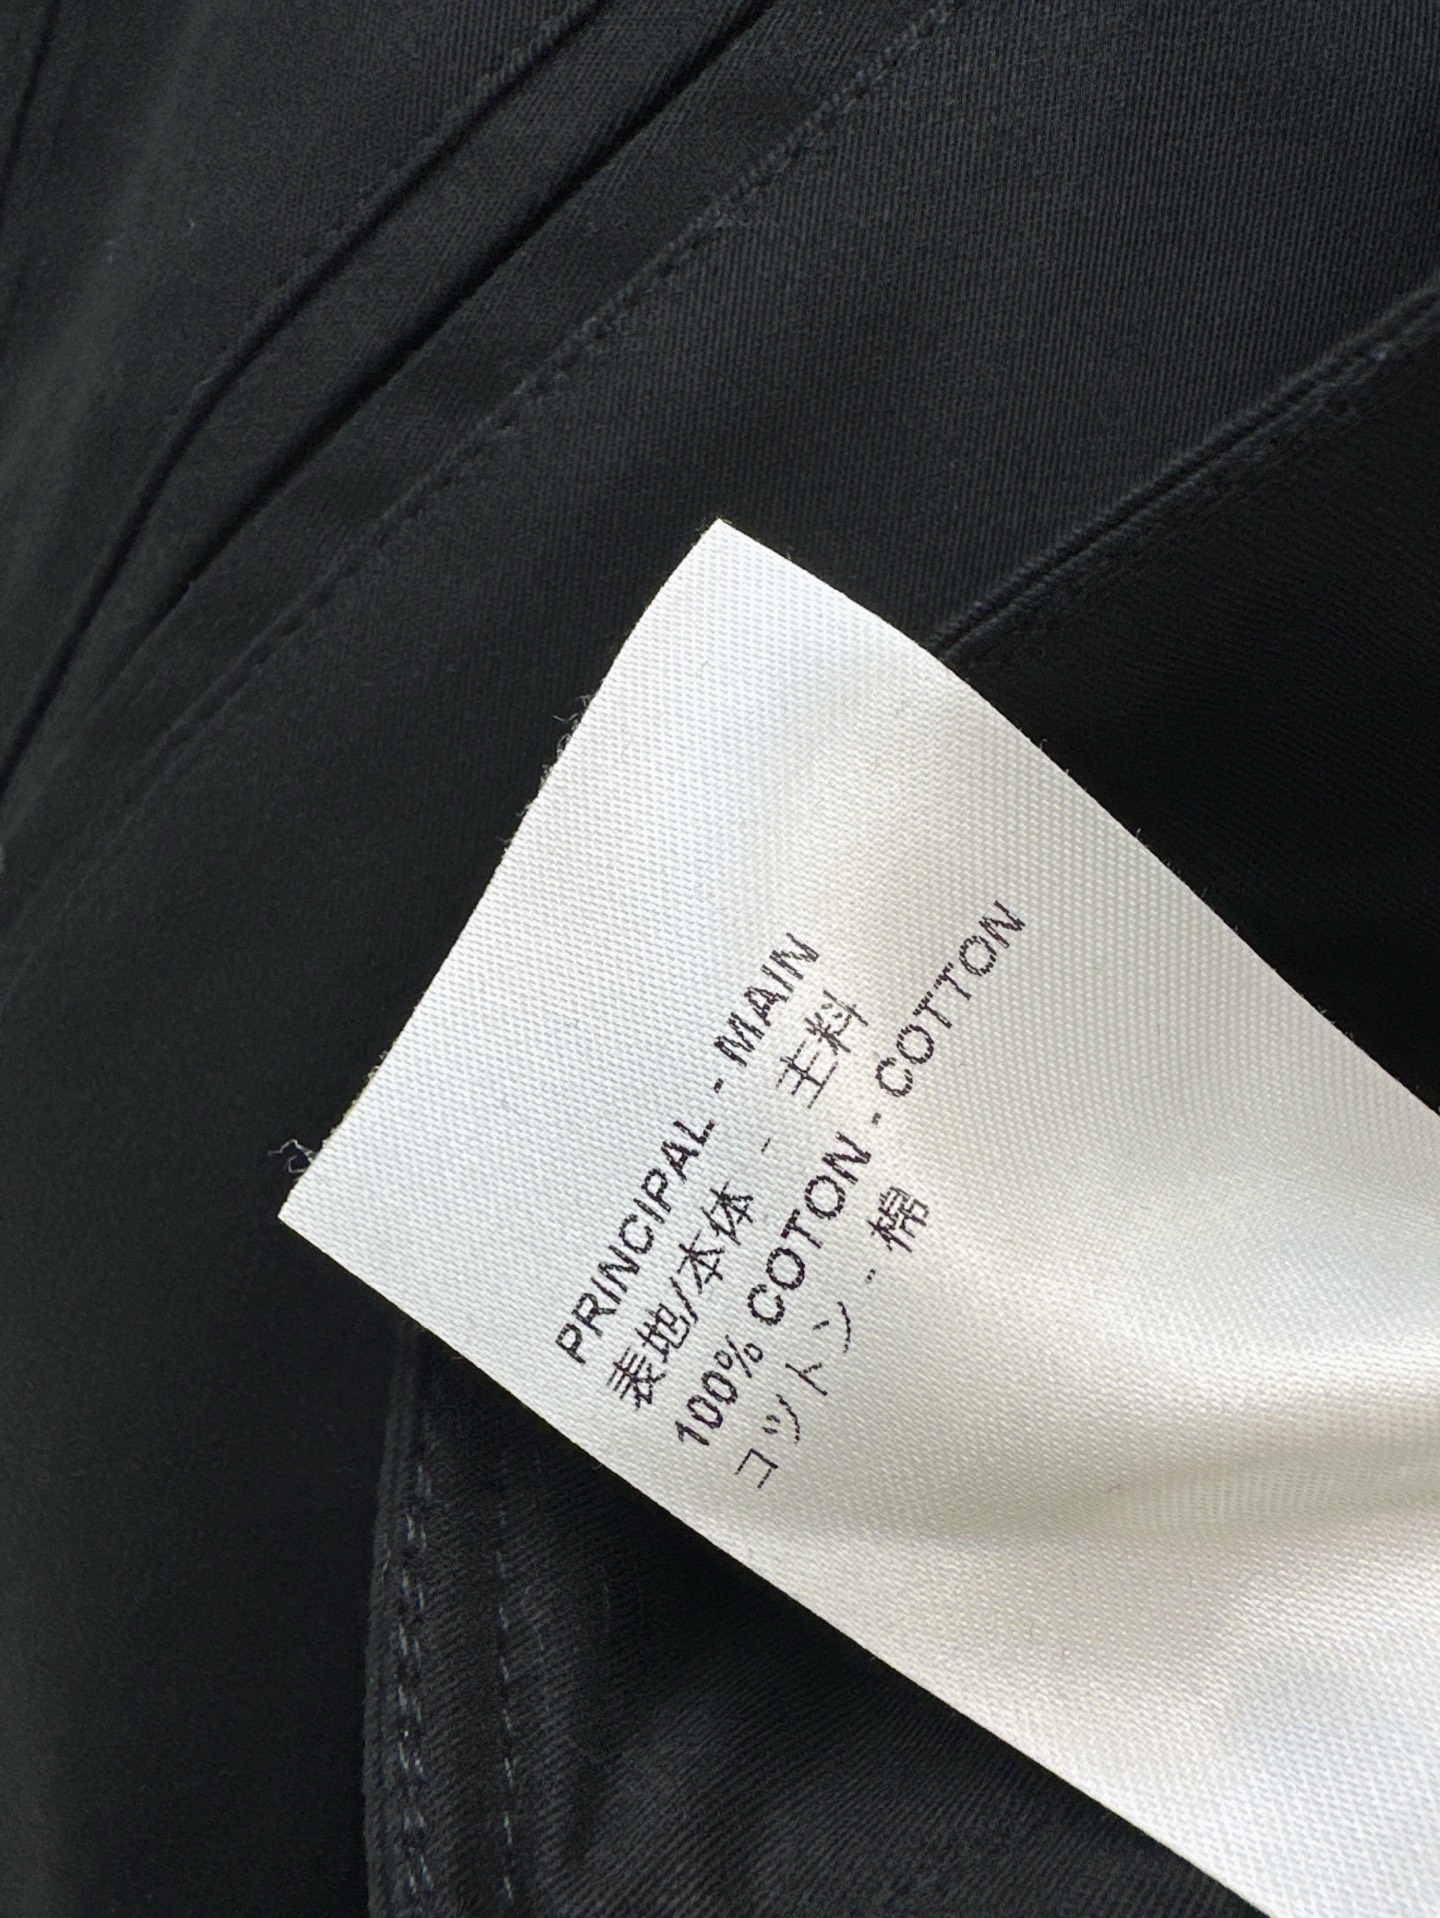 PRINCIPAL - MAIN
表地/本体 - 主料
100% COTON - COTTON
コットン - 棉